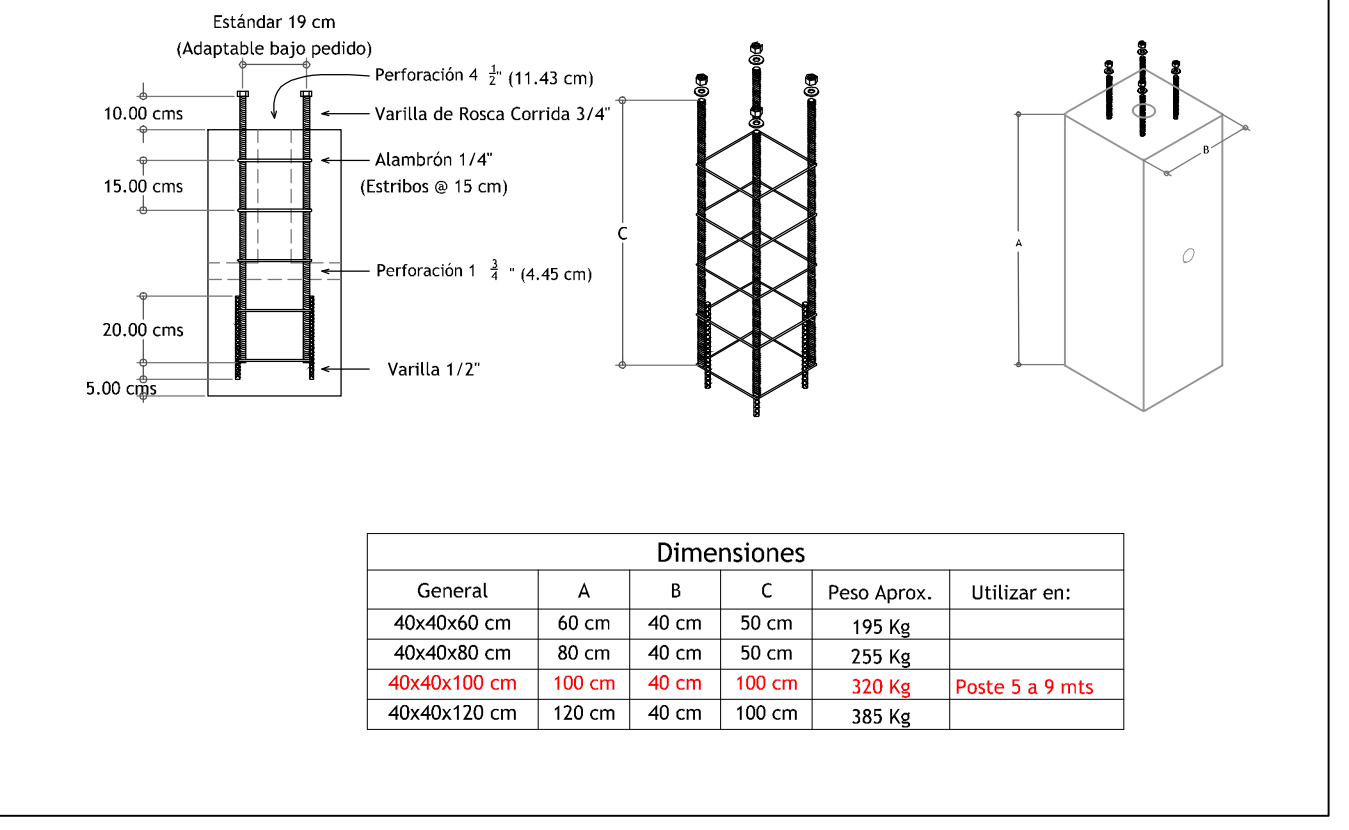 Estándar 19 cm
(Adaptable bajo pedido)
Perforación 4 1/2" (11.43 cm)
10.00 cms
Varilla de Rosca Corrida 3/4"
Alambrón 1/4"
15.00 cms
(Estribos @ 15 cm)
Perforación 1 3/4 " (4.45 cm)
20.00 cms
Varilla 1/2"
5.00 cms
C
B
A
Dimensiones
General A B C Peso Aprox. Utilizar en:
40x40x60 cm 60 cm 40 cm 50 cm 195 Kg
40x40x80 cm 80 cm 40 cm 50 cm 255 Kg
40x40x100 cm 100 cm 40 cm 100 cm 320 Kg Poste 5 a 9 mts
40x40x120 cm 120 cm 40 cm 100 cm 385 Kg